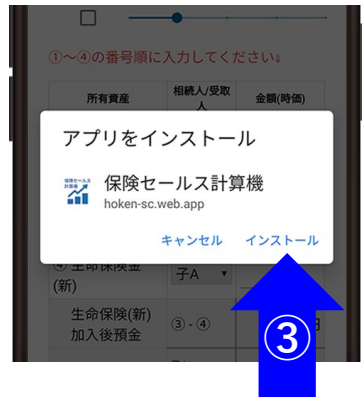 ①～④の番号順に入力してください↓
所有資産
相続人/受取
人
金額(時価)
アプリをインストール
保険セールス
計算機
保険セールス計算機
hoken-sc.web.app
キャンセル
インストール
④ 生命保険金
(新)
子A ▼
生命保険(新)
加入後預金
③ - ④
円
③